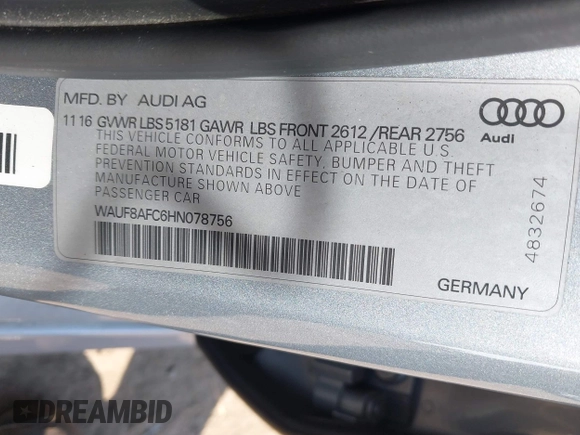 MFD. BY AUDI AG
11 16 GVWR LBS 5181 GAWR LBS FRONT 2612 /REAR 2756
THIS VEHICLE CONFORMS TO ALL APPLICABLE U.S.
FEDERAL MOTOR VEHICLE SAFETY, BUMPER AND THEFT
PREVENTION STANDARDS IN EFFECT ON THE DATE OF
MANUFACTURE SHOWN ABOVE
PASSENGER CAR
WAUF8AFC6HN078756
Audi
4832674
GERMANY
DREAMBID